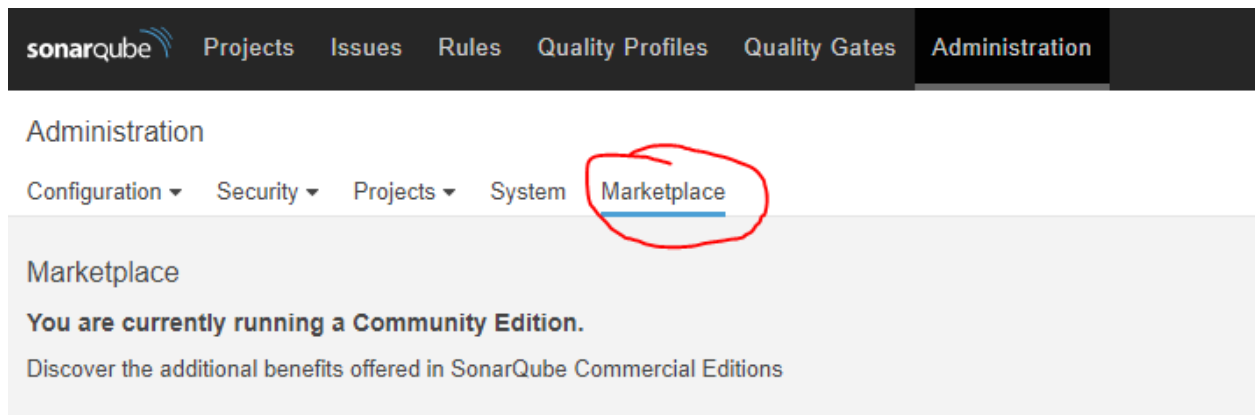 sonarqube Projects Issues Rules Quality Profiles Quality Gates Administration
Administration
Configuration Security Projects System Marketplace
Marketplace
You are currently running a Community Edition.
Discover the additional benefits offered in SonarQube Commercial Editions